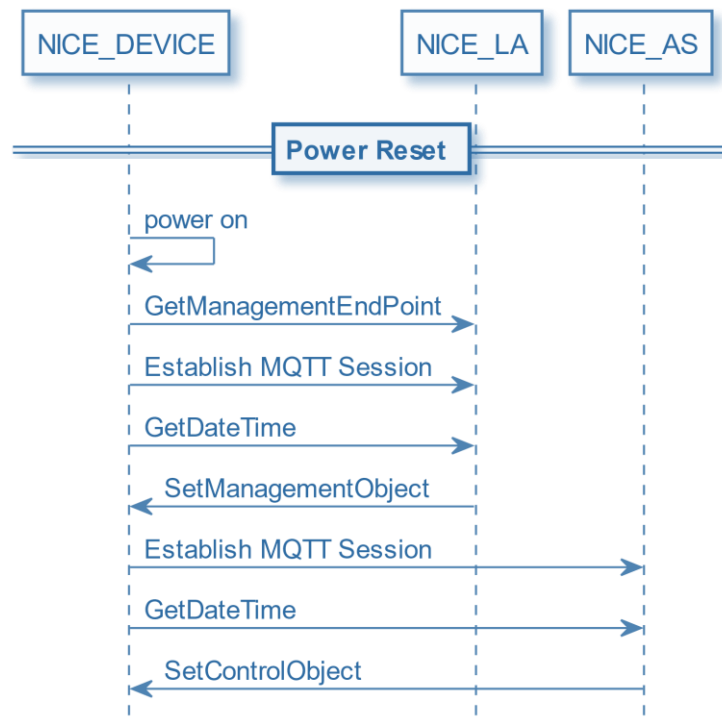 NICE_DEVICE
NICE_LA
NICE_AS
Power Reset
power on
GetManagementEndPoint
Establish MQTT Session
GetDateTime
SetManagementObject
Establish MQTT Session
GetDateTime
SetControlObject